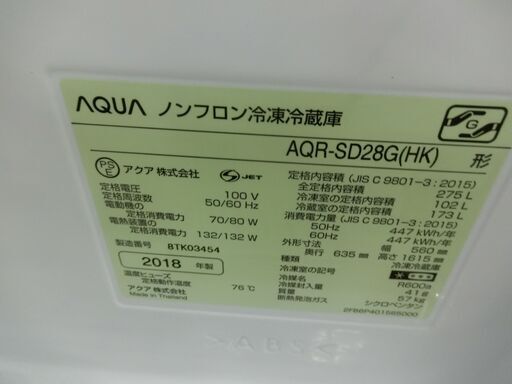 AQUA ノンフロン冷凍冷蔵庫
G
AQR-SD28G(HK) 形
PSE アクア 株式会社 JET
定格電圧 100 V
定格周波数 50/60 Hz
電動機の
定格消費電力 70/80 W
電熱装置の
定格消費電力 132/132 W
製造番号 8TK03454
2018 年製
温度ヒューズ
定格動作温度 76℃
アクア 株式会社
Made in Thailand
定格内容積 (JIS C 9801-3 : 2015)
全定格内容積 275 L
冷凍室の定格内容積 102 L
冷蔵室の定格内容積 173 L
消費電力量 (JIS C 9801-3 : 2015)
50Hz 447 kWh/年
60Hz 447 kWh/年
外形寸法 幅 560 mm
奥行 635 mm 高さ 1615 mm
種類 冷凍冷蔵庫
冷凍室の記号
冷媒名 R600a
冷媒封入量 41 g
質量 57 kg
断熱発泡ガス シクロペンタン
2FB6P401565000
>ABS<